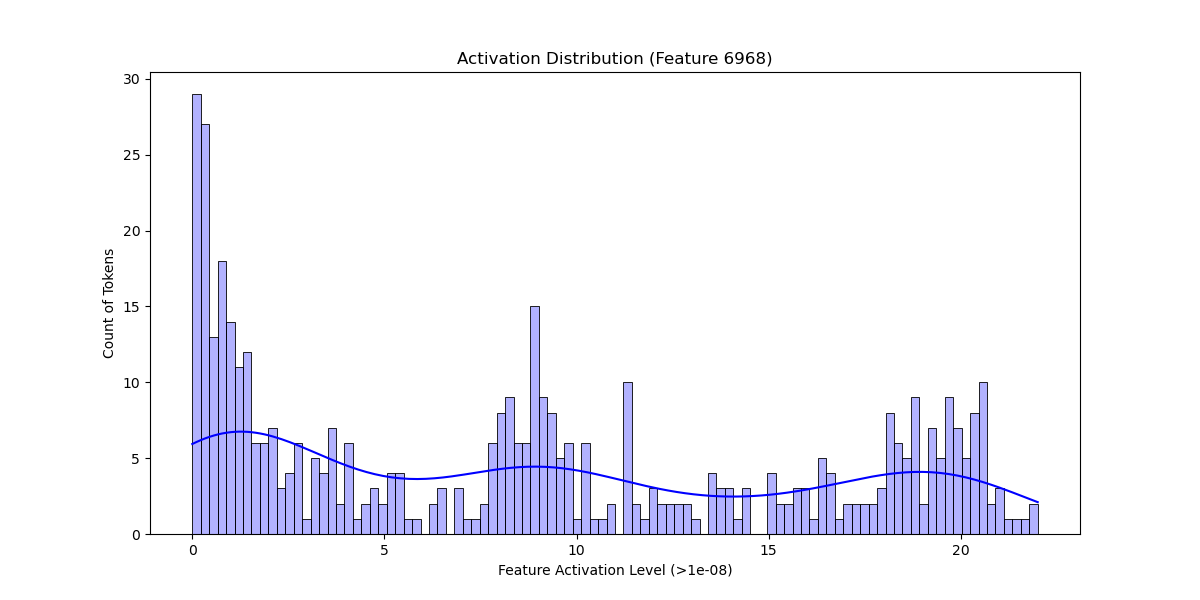 Activation Distribution (Feature 6968)
30
25
20
15
10
5
0
Count of Tokens
0 5 10 15 20
Feature Activation Level (>1e-08)